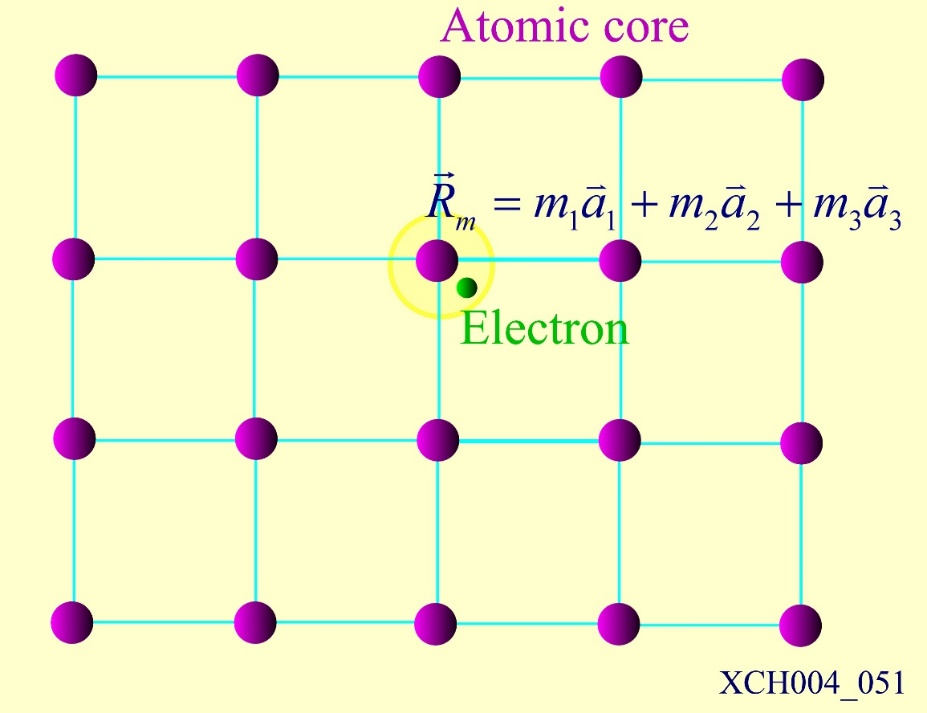 Atomic core
R⃗ₘ = m₁a⃗₁ + m₂a⃗₂ + m₃a⃗₃
Electron
XCH004_051